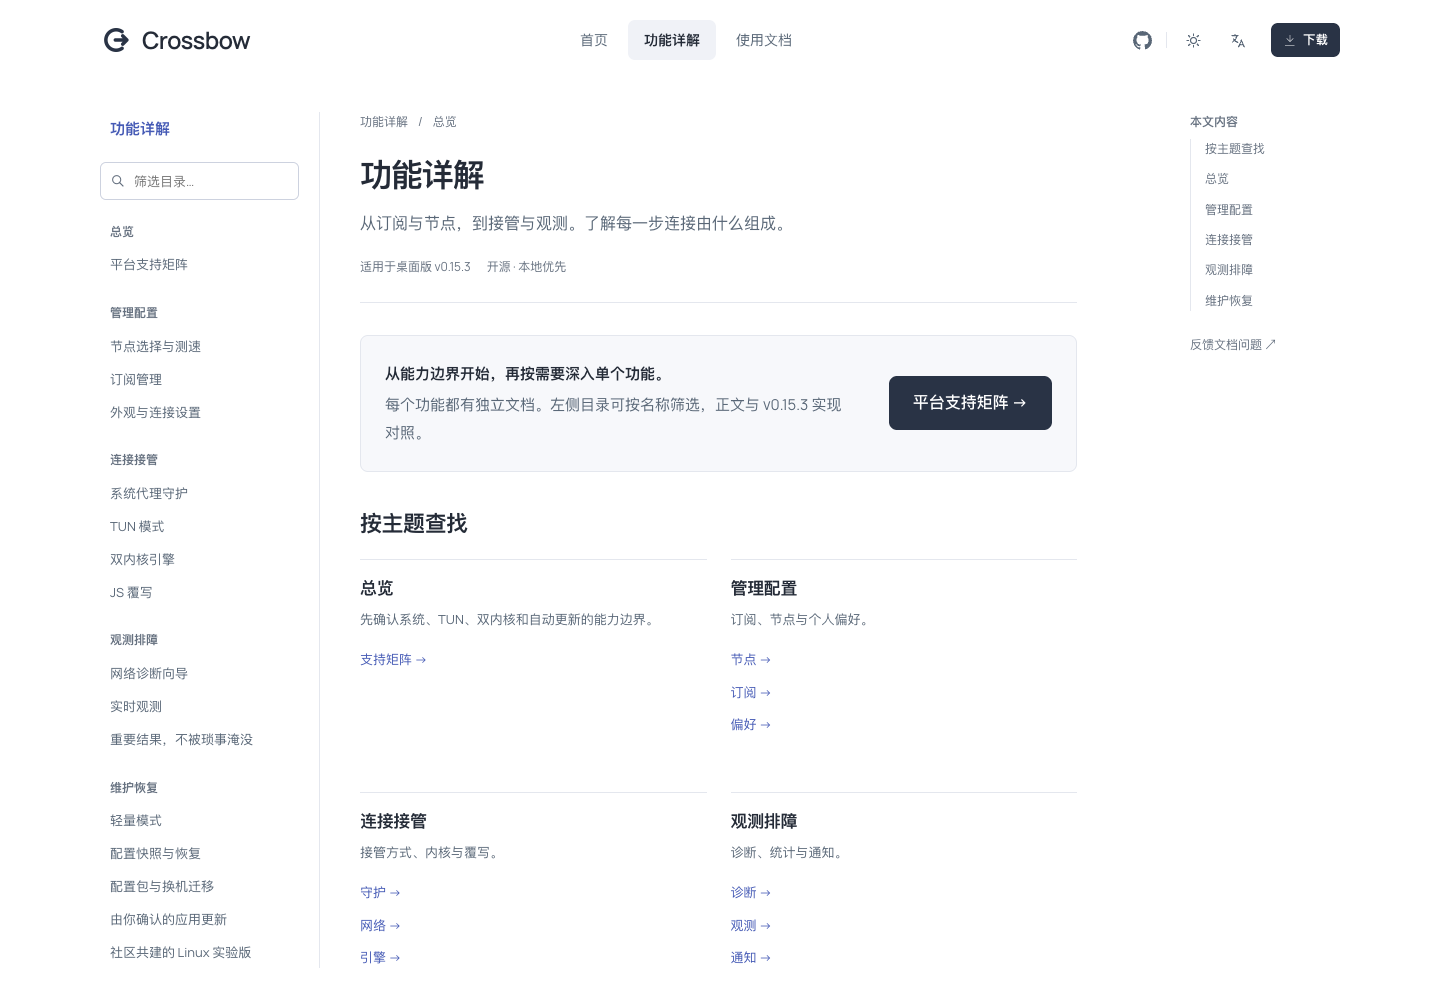 Crossbow
首页
功能详解
使用文档
下载
功能详解
筛选目录...
总览
平台支持矩阵
管理配置
节点选择与测速
订阅管理
外观与连接设置
连接接管
系统代理守护
TUN 模式
双内核引擎
JS 覆写
观测排障
网络诊断向导
实时观测
重要结果，不被琐事淹没
维护恢复
轻量模式
配置快照与恢复
配置包与换机迁移
由你确认的应用更新
社区共建的 Linux 实验版
功能详解 / 总览
功能详解
从订阅与节点，到接管与观测。了解每一步连接由什么组成。
适用于桌面版 v0.15.3 开源 · 本地优先
从能力边界开始，再按需要深入单个功能。
每个功能都有独立文档。左侧目录可按名称筛选，正文与 v0.15.3 实现
对照。
平台支持矩阵 →
按主题查找
总览
先确认系统、TUN、双内核和自动更新的能力边界。
支持矩阵 →
管理配置
订阅、节点与个人偏好。
节点 →
订阅 →
偏好 →
连接接管
接管方式、内核与覆写。
守护 →
网络 →
引擎 →
观测排障
诊断、统计与通知。
诊断 →
观测 →
通知 →
本文内容
按主题查找
总览
管理配置
连接接管
观测排障
维护恢复
反馈文档问题 ↗